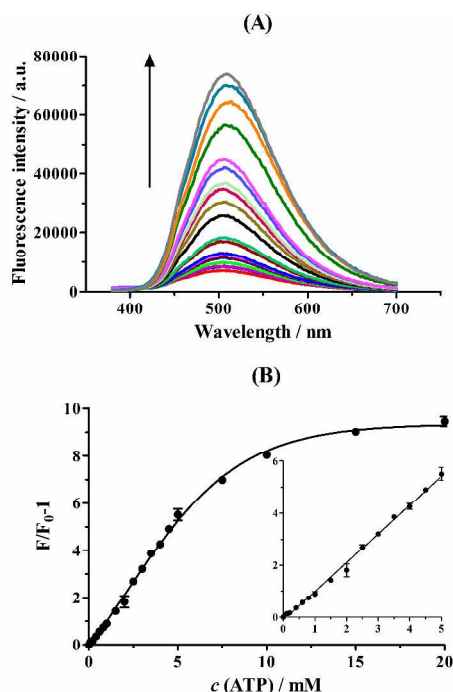 (A)
Fluorescence intensity / a.u.
80000
60000
40000
20000
0
400 500 600 700
Wavelength / nm
(B)
F/F0-1
10
8
6
4
2
0
0 5 10 15 20
c (ATP) / mM
6
4
2
0
0 1 2 3 4 5